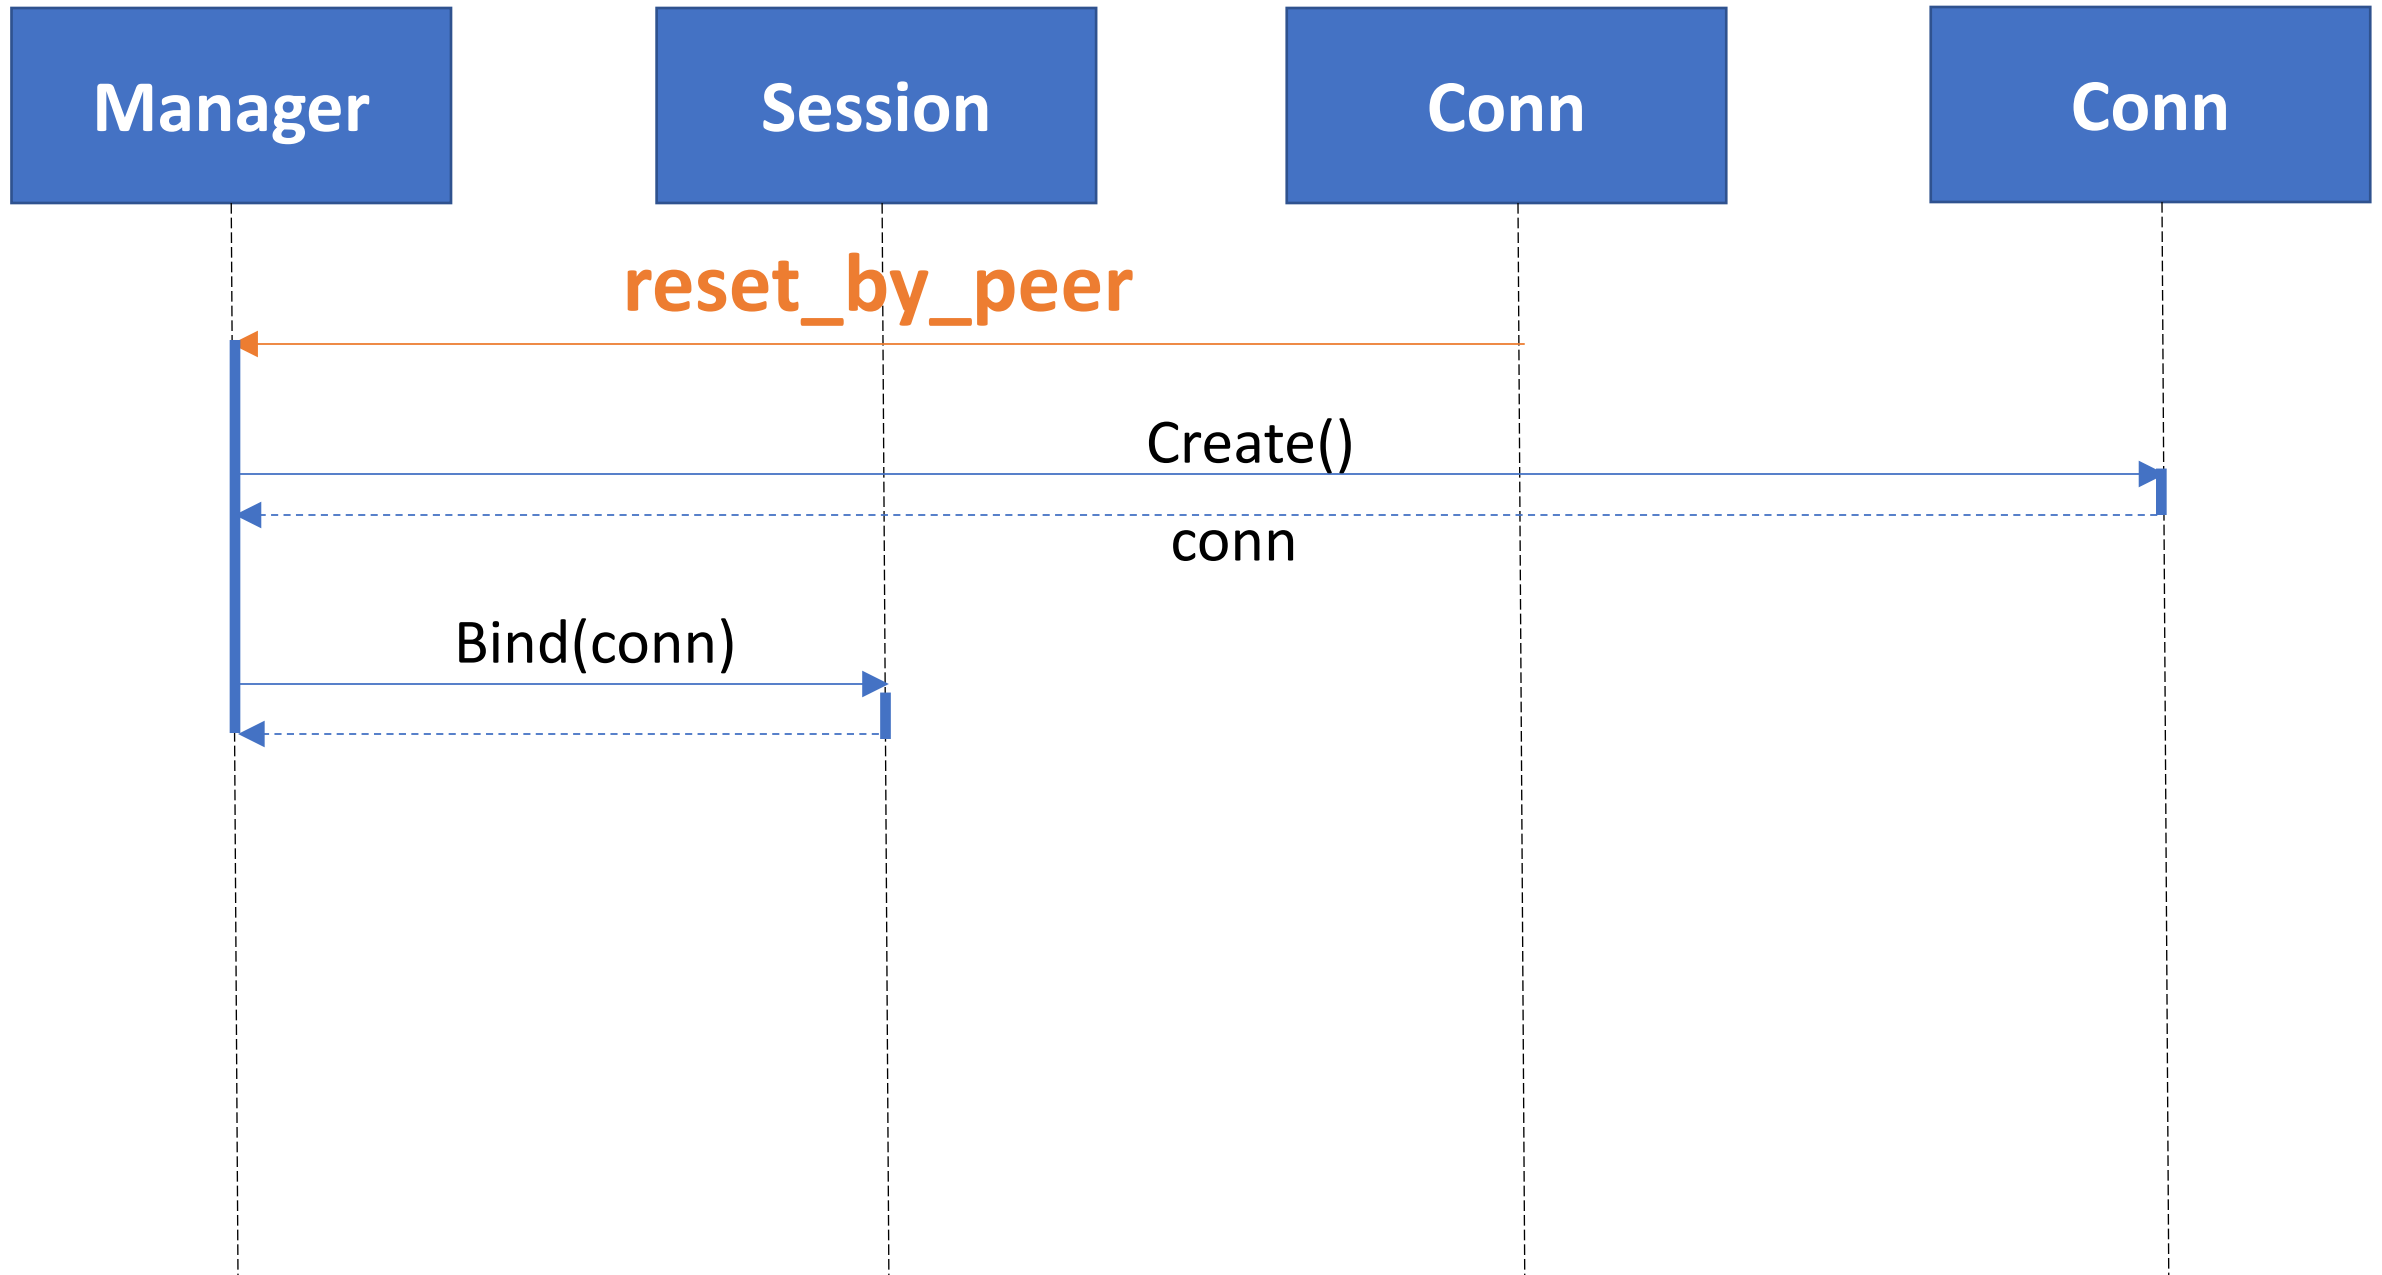 Manager
Session
Conn
Conn
reset_by_peer
Create()
conn
Bind(conn)